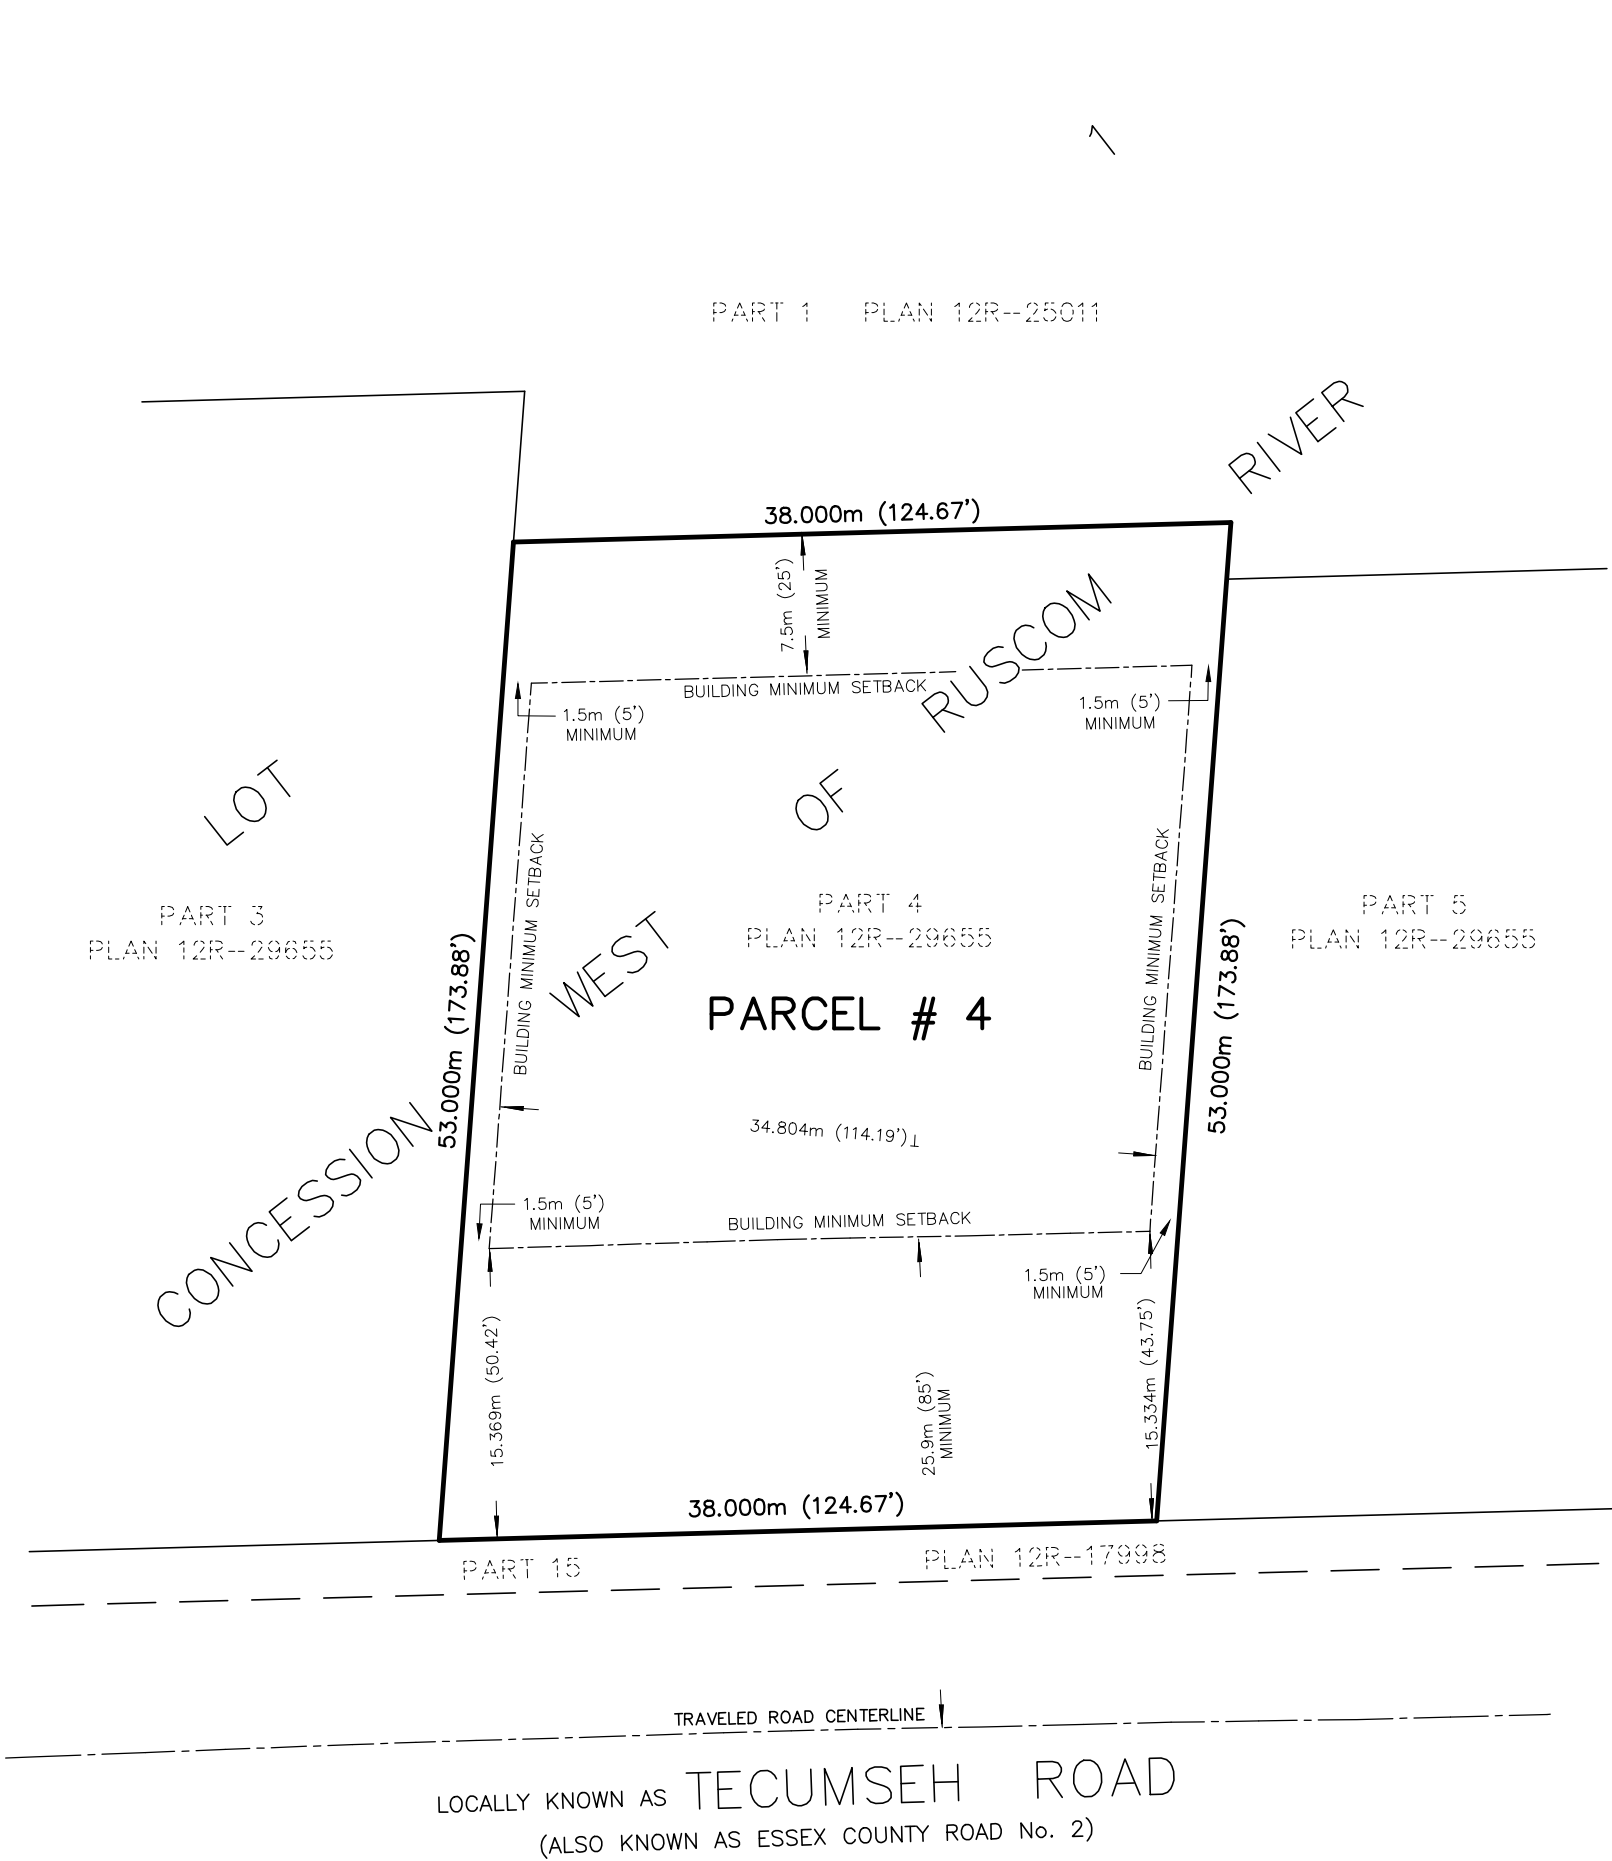 1
PART 1 PLAN 12R--25011
RIVER
38.000m (124.67')
7.5m (25')
MINIMUM
RUSCOM
BUILDING MINIMUM SETBACK
1.5m (5')
MINIMUM
1.5m (5')
MINIMUM
LOT
OF
BUILDING MINIMUM SETBACK
BUILDING MINIMUM SETBACK
PART 3
PLAN 12R--29655
PART 4
PLAN 12R--29655
PART 5
PLAN 12R--29655
WEST
53.000m (173.88')
PARCEL # 4
53.000m (173.88')
34.804m (114.19')⊥
CONCESSION
1.5m (5')
MINIMUM
BUILDING MINIMUM SETBACK
1.5m (5')
MINIMUM
15.369m (50.42')
25.9m (85')
MINIMUM
15.334m (43.75')
38.000m (124.67')
PART 15 PLAN 12R--17998
TRAVELED ROAD CENTERLINE
LOCALLY KNOWN AS TECUMSEH ROAD
(ALSO KNOWN AS ESSEX COUNTY ROAD No. 2)